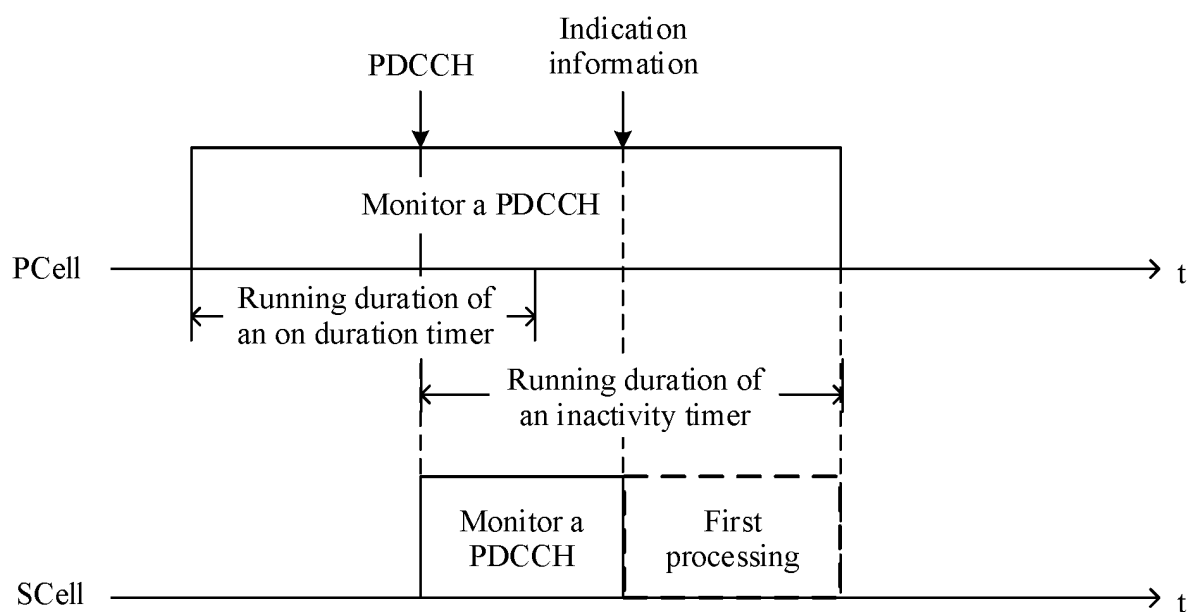 Indication
information
PDCCH
Monitor a PDCCH
PCell
t
Running duration of
an on duration timer
Running duration of
an inactivity timer
Monitor a
PDCCH
First
processing
SCell
t